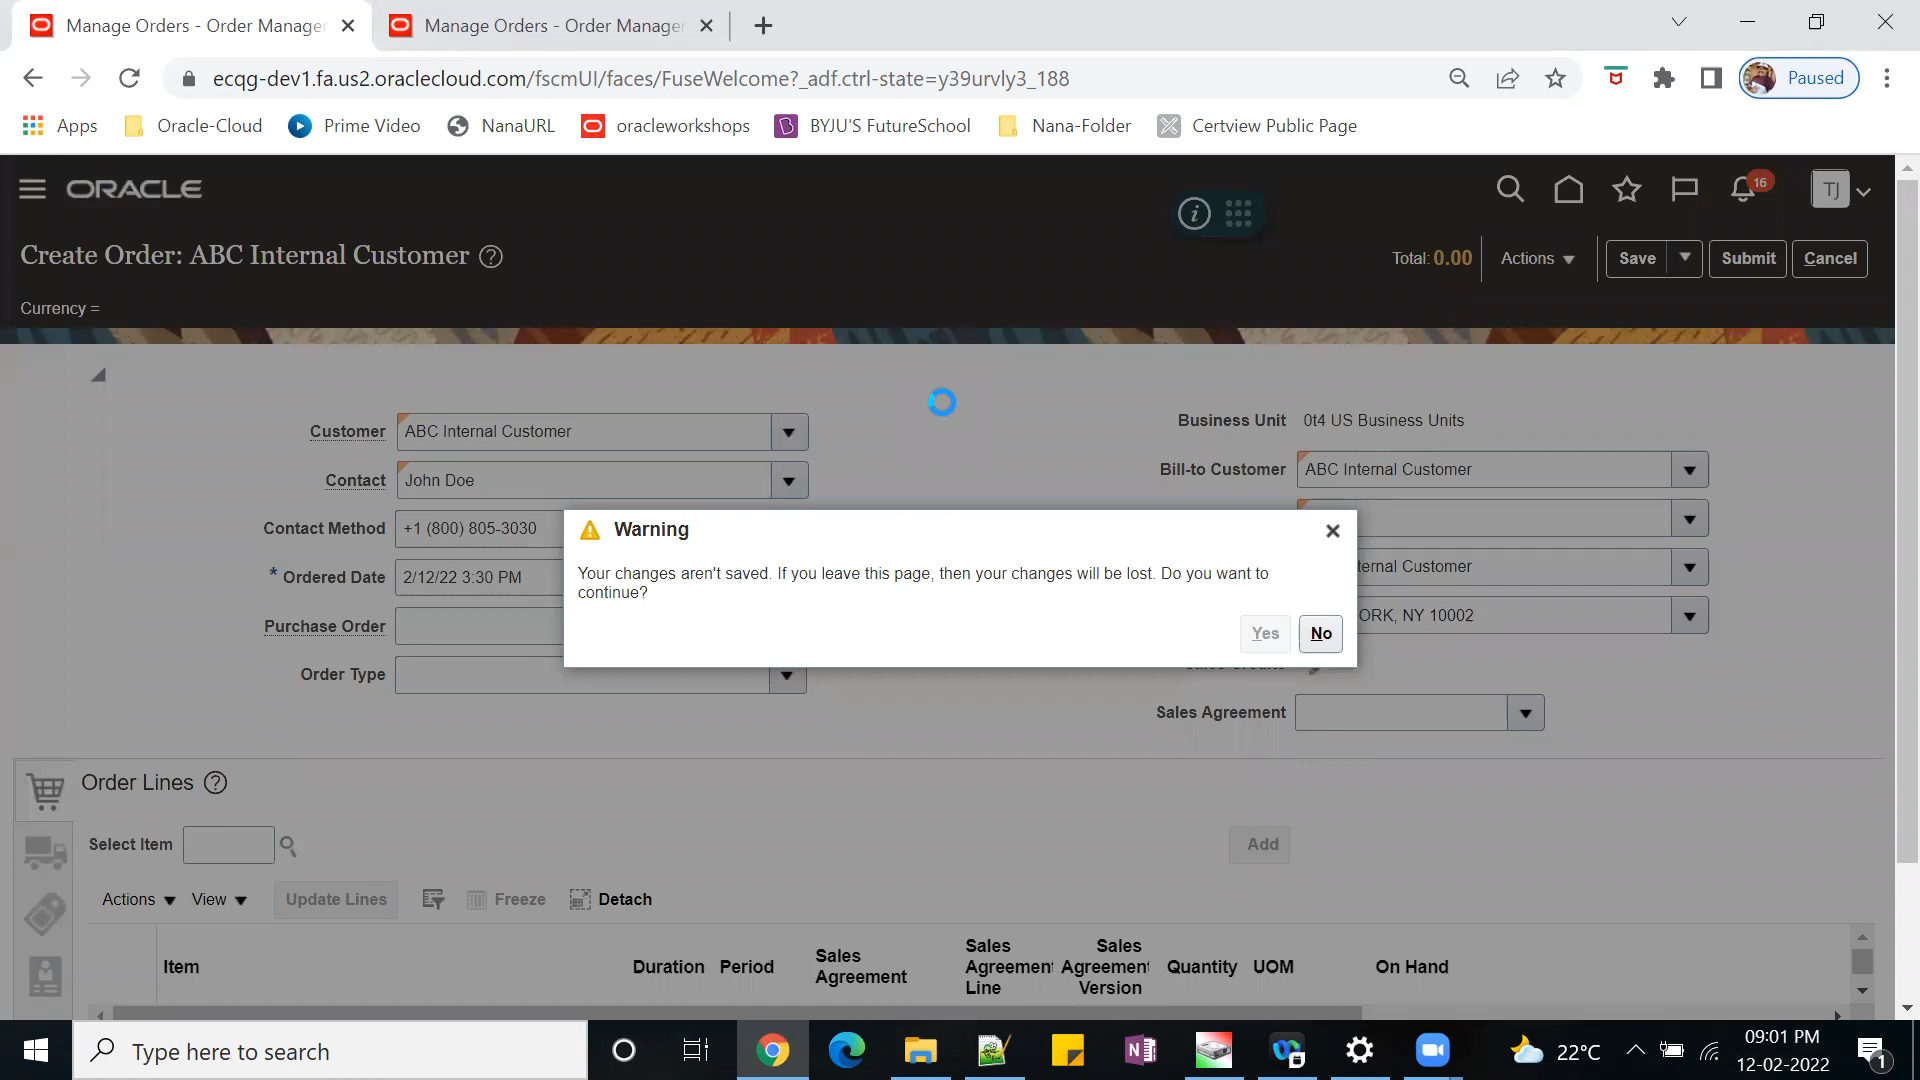 Manage Orders - Order Manager
Manage Orders - Order Manager
ecqg-dev1.fa.us2.oraclecloud.com/fscmUI/faces/FuseWelcome?_adf.ctrl-state=y39urvly3_188
Paused
Apps
Oracle-Cloud
Prime Video
NanaURL
oracleworkshops
BYJU'S FutureSchool
Nana-Folder
Certview Public Page
ORACLE
16
TJ
Create Order: ABC Internal Customer
Total: 0.00
Actions
Save
Submit
Cancel
Currency =
Customer ABC Internal Customer
Business Unit 0t4 US Business Units
Bill-to Customer ABC Internal Customer
Contact John Doe
Contact Method +1 (800) 805-3030
Warning
Your changes aren't saved. If you leave this page, then your changes will be lost. Do you want to
continue?
Yes
No
ternal Customer
* Ordered Date 2/12/22 3:30 PM
ORK, NY 10002
Purchase Order
Order Type
Sales Agreement
Order Lines
Select Item
Add
Actions
View
Update Lines
Freeze
Detach
Item
Duration
Period
Sales
Agreement
Sales
Agreement
Line
Sales
Agreement
Version
Quantity
UOM
On Hand
Type here to search
22°C
09:01 PM
12-02-2022
1